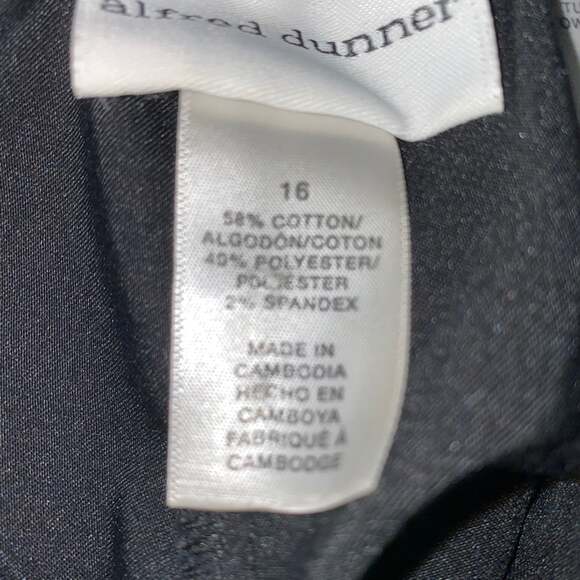 alfred dunner
16
58% COTTON/
ALGODÓN/COTON
40% POLYESTER/
POLIESTER
2% SPANDEX
MADE IN
CAMBODIA
HECHO EN
CAMBOYA
FABRIQUÉ À
CAMBODGE